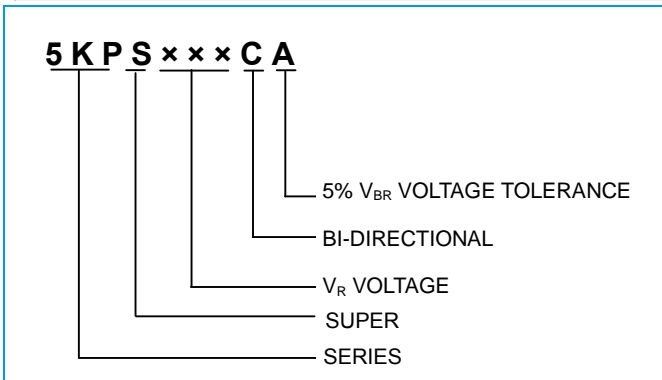 5KPS×××CA
5% VBR VOLTAGE TOLERANCE
BI-DIRECTIONAL
VR VOLTAGE
SUPER
SERIES